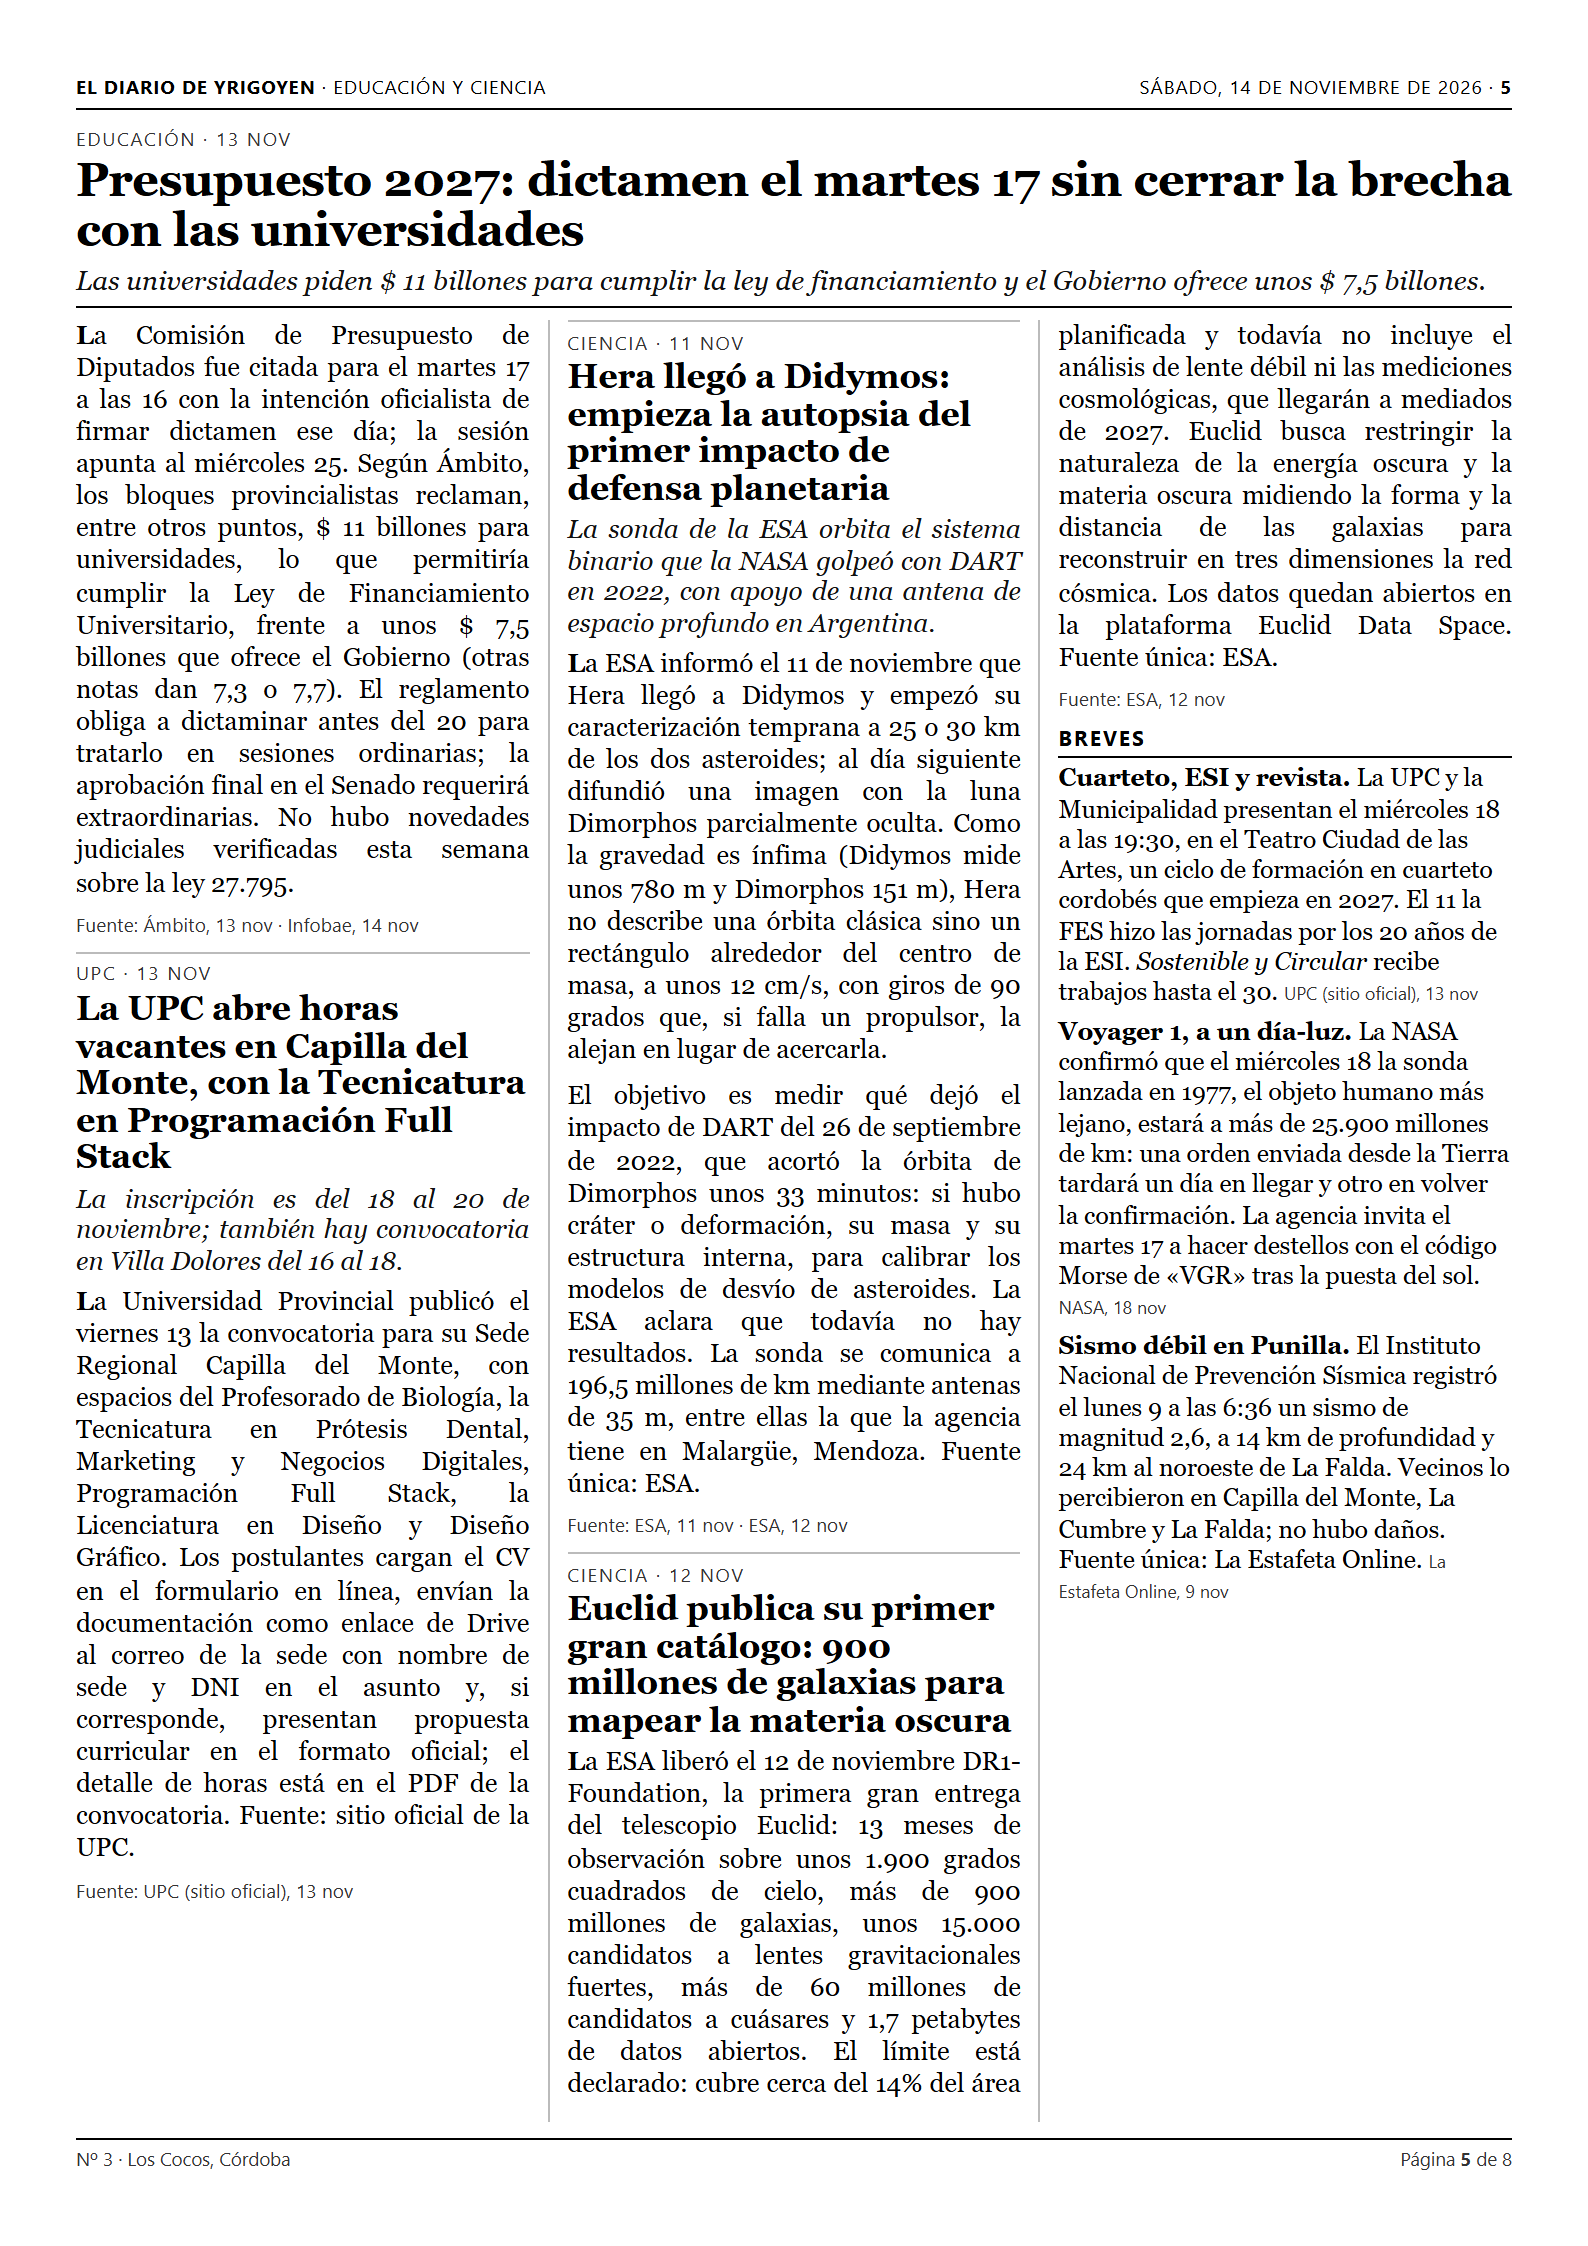 EL DIARIO DE YRIGOYEN · EDUCACIÓN Y CIENCIA
SÁBADO, 14 DE NOVIEMBRE DE 2026 · 5
EDUCACIÓN · 13 NOV
Presupuesto 2027: dictamen el martes 17 sin cerrar la brecha
con las universidades
Las universidades piden $ 11 billones para cumplir la ley de financiamiento y el Gobierno ofrece unos $ 7,5 billones.
La Comisión de Presupuesto de
Diputados fue citada para el martes 17
a las 16 con la intención oficialista de
firmar dictamen ese día; la sesión
apunta al miércoles 25. Según Ámbito,
los bloques provincialistas reclaman,
entre otros puntos, $ 11 billones para
universidades, lo que permitiría
cumplir la Ley de Financiamiento
Universitario, frente a unos $ 7,5
billones que ofrece el Gobierno (otras
notas dan 7,3 o 7,7). El reglamento
obliga a dictaminar antes del 20 para
tratarlo en sesiones ordinarias; la
aprobación final en el Senado requerirá
extraordinarias. No hubo novedades
judiciales verificadas esta semana
sobre la ley 27.795.
Fuente: Ámbito, 13 nov · Infobae, 14 nov
UPC · 13 NOV
La UPC abre horas
vacantes en Capilla del
Monte, con la Tecnicatura
en Programación Full
Stack
La inscripción es del 18 al 20 de
noviembre; también hay convocatoria
en Villa Dolores del 16 al 18.
La Universidad Provincial publicó el
viernes 13 la convocatoria para su Sede
Regional Capilla del Monte, con
espacios del Profesorado de Biología, la
Tecnicatura en Prótesis Dental,
Marketing y Negocios Digitales,
Programación Full Stack, la
Licenciatura en Diseño y Diseño
Gráfico. Los postulantes cargan el CV
en el formulario en línea, envían la
documentación como enlace de Drive
al correo de la sede con nombre de
sede y DNI en el asunto y, si
corresponde, presentan propuesta
curricular en el formato oficial; el
detalle de horas está en el PDF de la
convocatoria. Fuente: sitio oficial de la
UPC.
Fuente: UPC (sitio oficial), 13 nov
CIENCIA · 11 NOV
Hera llegó a Didymos:
empieza la autopsia del
primer impacto de
defensa planetaria
La sonda de la ESA orbita el sistema
binario que la NASA golpeó con DART
en 2022, con apoyo de una antena de
espacio profundo en Argentina.
La ESA informó el 11 de noviembre que
Hera llegó a Didymos y empezó su
caracterización temprana a 25 o 30 km
de los dos asteroides; al día siguiente
difundió una imagen con la luna
Dimorphos parcialmente oculta. Como
la gravedad es ínfima (Didymos mide
unos 780 m y Dimorphos 151 m), Hera
no describe una órbita clásica sino un
rectángulo alrededor del centro de
masa, a unos 12 cm/s, con giros de 90
grados que, si falla un propulsor, la
alejan en lugar de acercarla.
El objetivo es medir qué dejó el
impacto de DART del 26 de septiembre
de 2022, que acortó la órbita de
Dimorphos unos 33 minutos: si hubo
cráter o deformación, su masa y su
estructura interna, para calibrar los
modelos de desvío de asteroides. La
ESA aclara que todavía no hay
resultados. La sonda se comunica a
196,5 millones de km mediante antenas
de 35 m, entre ellas la que la agencia
tiene en Malargüe, Mendoza. Fuente
única: ESA.
Fuente: ESA, 11 nov · ESA, 12 nov
CIENCIA · 12 NOV
Euclid publica su primer
gran catálogo: 900
millones de galaxias para
mapear la materia oscura
La ESA liberó el 12 de noviembre DR1-
Foundation, la primera gran entrega
del telescopio Euclid: 13 meses de
observación sobre unos 1.900 grados
cuadrados de cielo, más de 900
millones de galaxias, unos 15.000
candidatos a lentes gravitacionales
fuertes, más de 60 millones de
candidatos a cuásares y 1,7 petabytes
de datos abiertos. El límite está
declarado: cubre cerca del 14% del área
planificada y todavía no incluye el
análisis de lente débil ni las mediciones
cosmológicas, que llegarán a mediados
de 2027. Euclid busca restringir la
naturaleza de la energía oscura y la
materia oscura midiendo la forma y la
distancia de las galaxias para
reconstruir en tres dimensiones la red
cósmica. Los datos quedan abiertos en
la plataforma Euclid Data Space.
Fuente única: ESA.
Fuente: ESA, 12 nov
BREVES
Cuarteto, ESI y revista. La UPC y la
Municipalidad presentan el miércoles 18
a las 19:30, en el Teatro Ciudad de las
Artes, un ciclo de formación en cuarteto
cordobés que empieza en 2027. El 11 la
FES hizo las jornadas por los 20 años de
la ESI. Sostenible y Circular recibe
trabajos hasta el 30. UPC (sitio oficial), 13 nov
Voyager 1, a un día-luz. La NASA
confirmó que el miércoles 18 la sonda
lanzada en 1977, el objeto humano más
lejano, estará a más de 25.900 millones
de km: una orden enviada desde la Tierra
tardará un día en llegar y otro en volver
la confirmación. La agencia invita el
martes 17 a hacer destellos con el código
Morse de «VGR» tras la puesta del sol.
NASA, 18 nov
Sismo débil en Punilla. El Instituto
Nacional de Prevención Sísmica registró
el lunes 9 a las 6:36 un sismo de
magnitud 2,6, a 14 km de profundidad y
24 km al noroeste de La Falda. Vecinos lo
percibieron en Capilla del Monte, La
Cumbre y La Falda; no hubo daños.
Fuente única: La Estafeta Online. La
Estafeta Online, 9 nov
Nº 3 · Los Cocos, Córdoba
Página 5 de 8